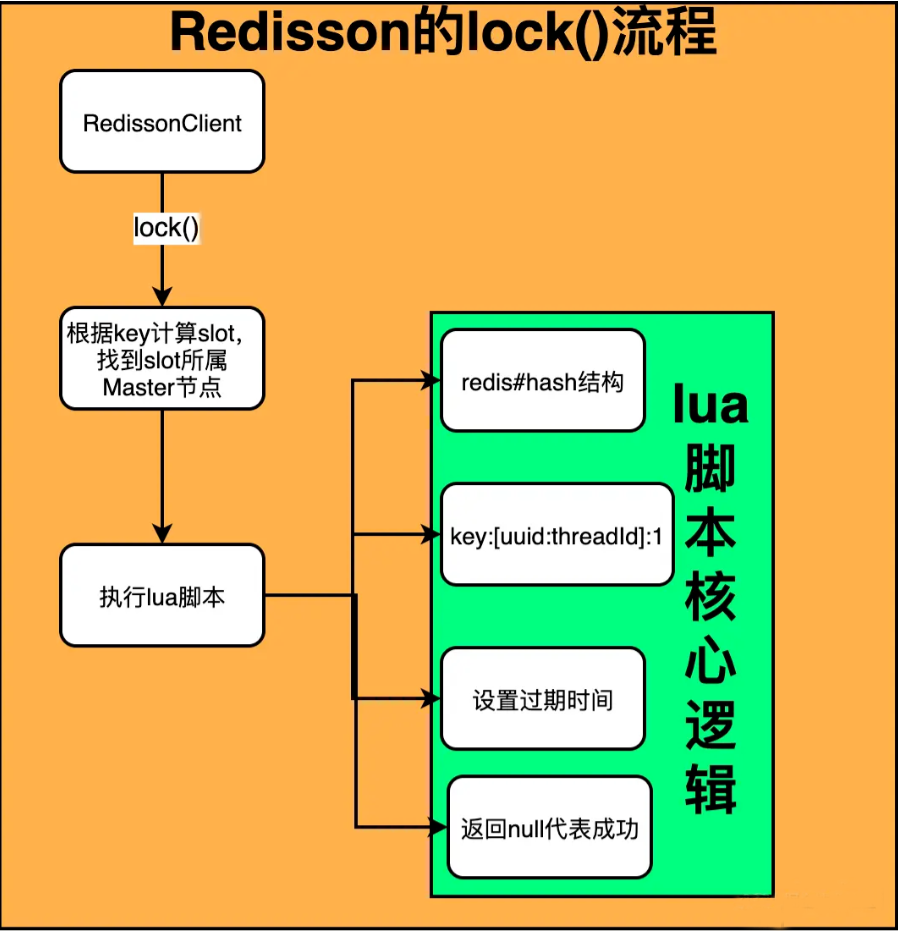 Redisson的lock()流程
RedissonClient
lock()
根据key计算slot，
找到slot所属
Master节点
执行lua脚本
redis#hash结构
key:[uuid:threadId]:1
设置过期时间
返回null代表成功
lua
脚
本
核
心
逻
辑